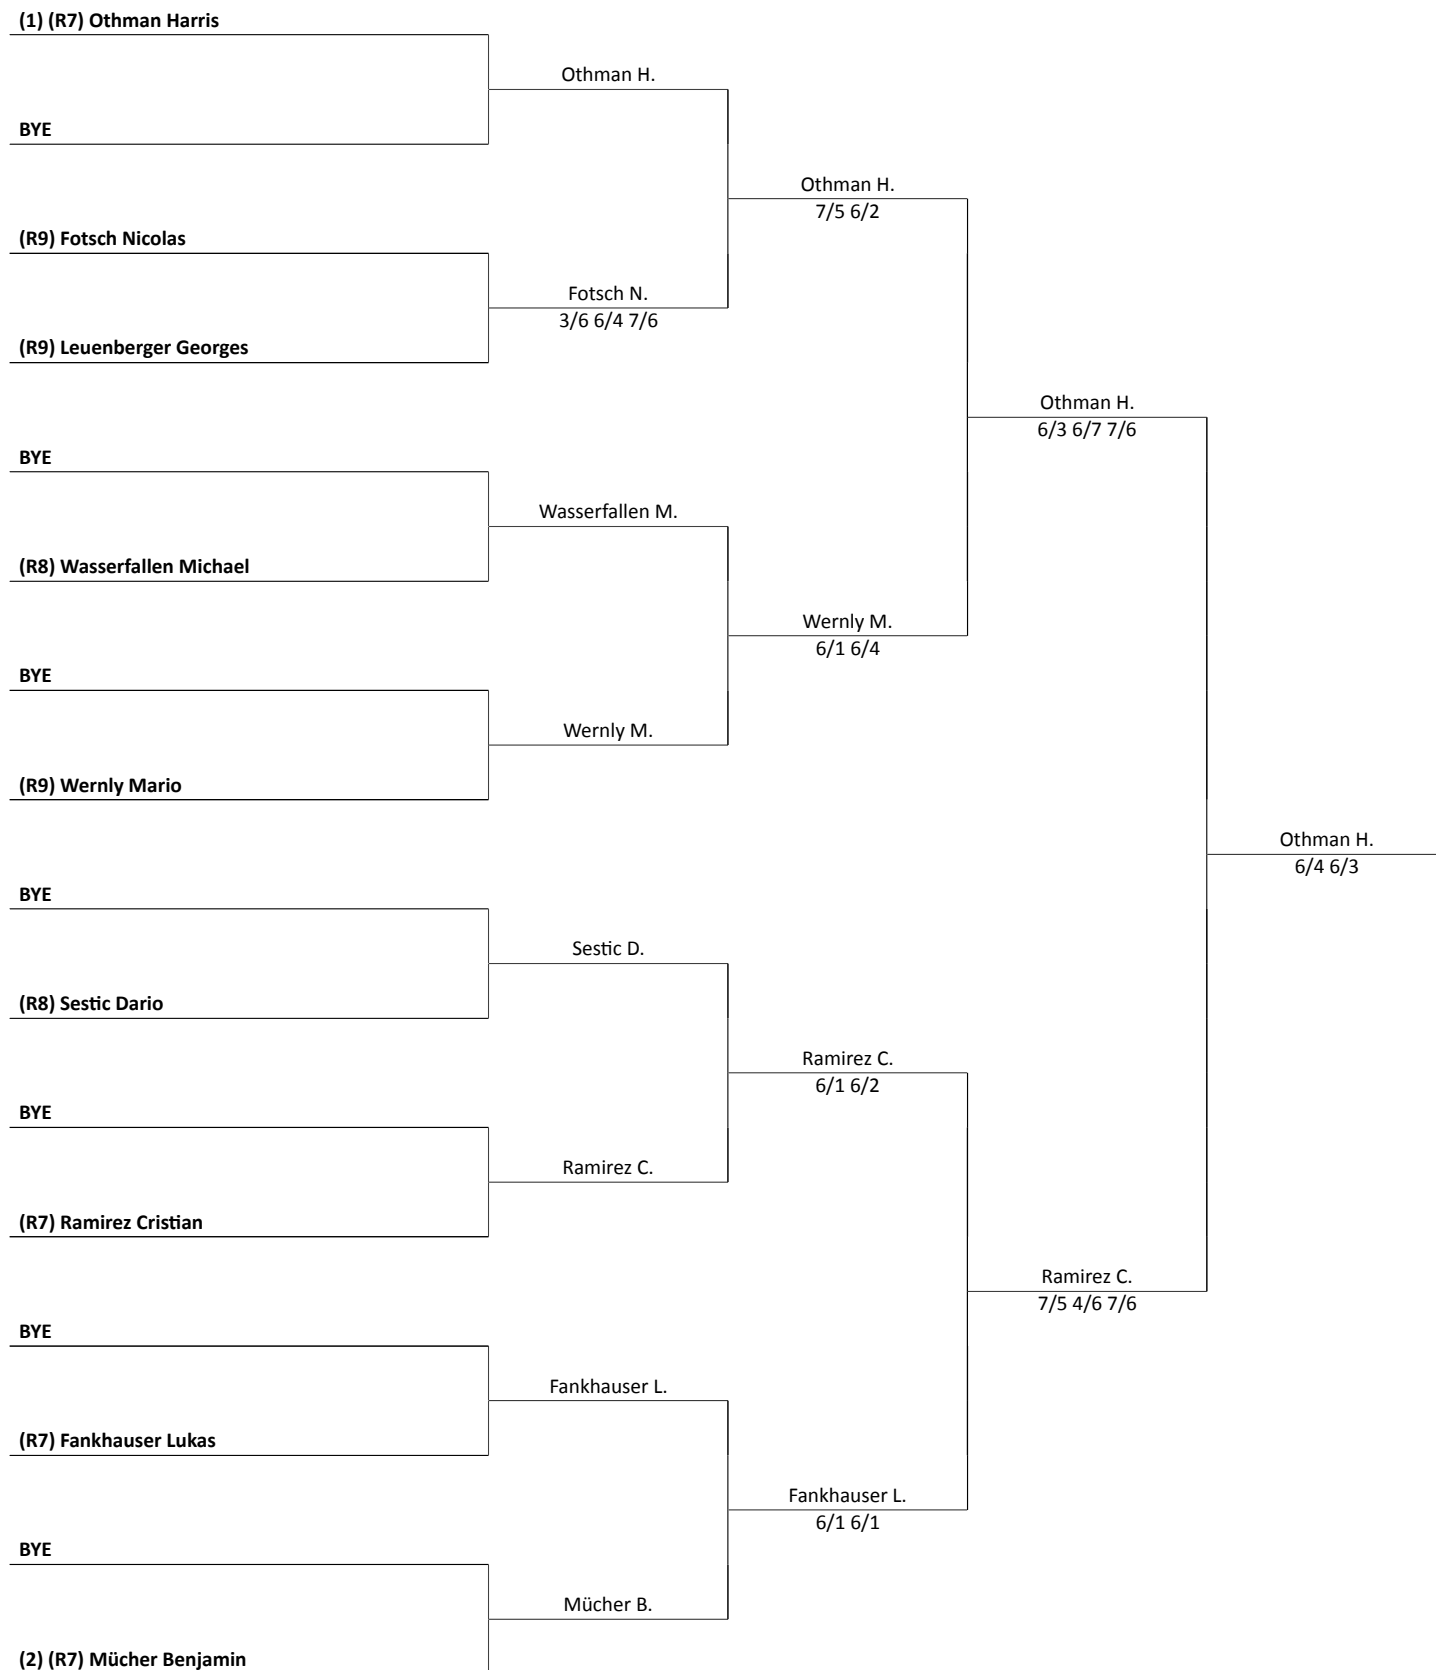 (1) (R7) Othman Harris
Othman H.
BYE
Othman H.
7/5 6/2
(R9) Fotsch Nicolas
Fotsch N.
3/6 6/4 7/6
(R9) Leuenberger Georges
Othman H.
6/3 6/7 7/6
BYE
Wasserfallen M.
(R8) Wasserfallen Michael
Wernly M.
6/1 6/4
BYE
Wernly M.
(R9) Wernly Mario
Othman H.
6/4 6/3
BYE
Sestic D.
(R8) Sestic Dario
Ramirez C.
6/1 6/2
BYE
Ramirez C.
(R7) Ramirez Cristian
Ramirez C.
7/5 4/6 7/6
BYE
Fankhauser L.
(R7) Fankhauser Lukas
Fankhauser L.
6/1 6/1
BYE
Mücher B.
(2) (R7) Mücher Benjamin